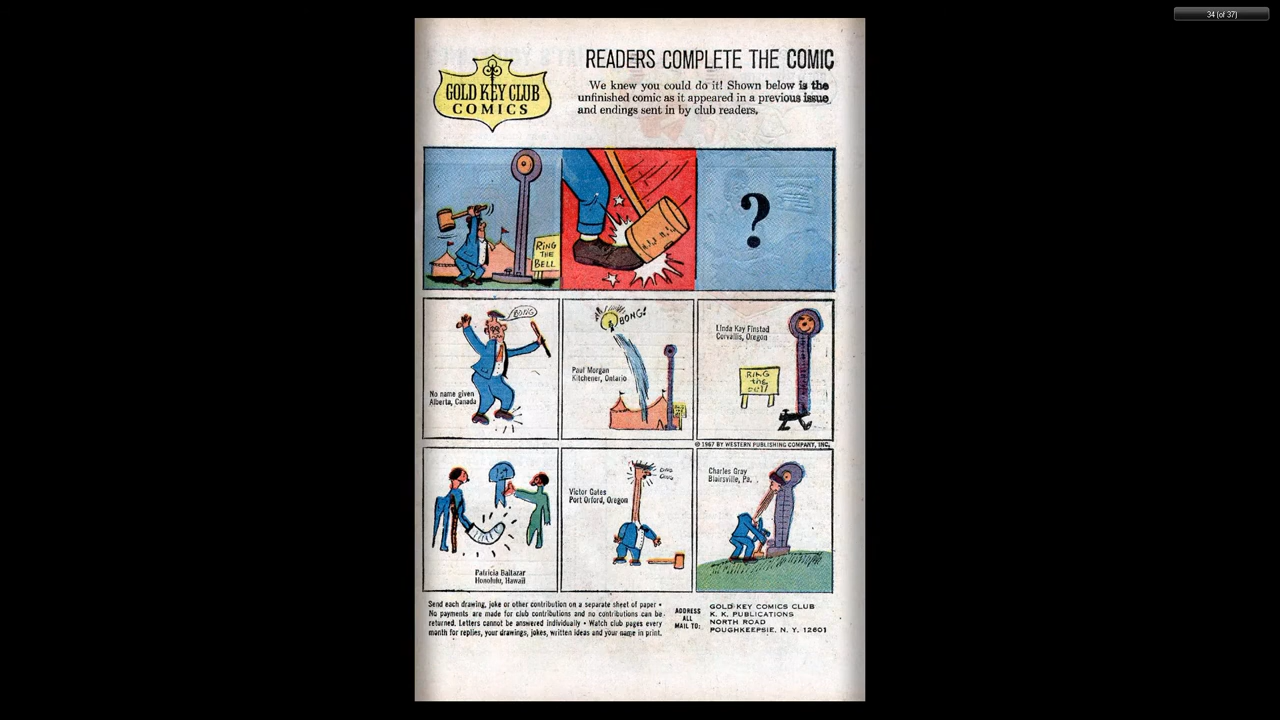 34 (of 37)
READERS COMPLETE THE COMIC
GOLD KEY CLUB
COMICS
We knew you could do it! Shown below is the
unfinished comic as it appeared in a previous issue
and endings sent in by club readers.
RING
THE
BELL
?
BONG
No name given
Alberta, Canada
BONG!
Paul Morgan
Kitchener, Ontario
Linda Kay Finstad
Corvallis, Oregon
RING
the
bell
© 1967 BY WESTERN PUBLISHING COMPANY, INC.
Patricia Baltazar
Honolulu, Hawaii
Victor Gates
Port Orford, Oregon
Charles Gray
Blairsville, Pa.
Send each drawing, joke or other contribution on a separate sheet of paper •
No payments are made for club contributions and no contributions can be
returned. Letters cannot be answered individually • Watch club pages every
month for replies, your drawings, jokes, written ideas and your name in print.
ADDRESS
ALL
MAIL TO:
GOLD KEY COMICS CLUB
K. K. PUBLICATIONS
NORTH ROAD
POUGHKEEPSIE, N. Y. 12601